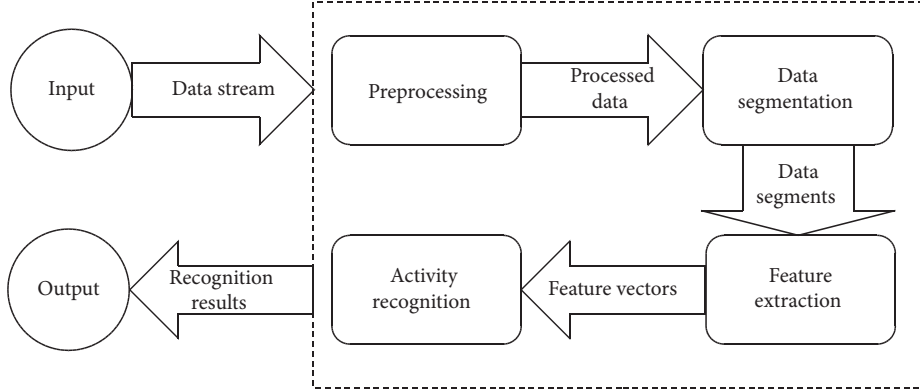 Input
Data stream
Preprocessing
Processed
data
Data
segmentation
Data
segments
Feature
extraction
Feature vectors
Activity
recognition
Recognition
results
Output